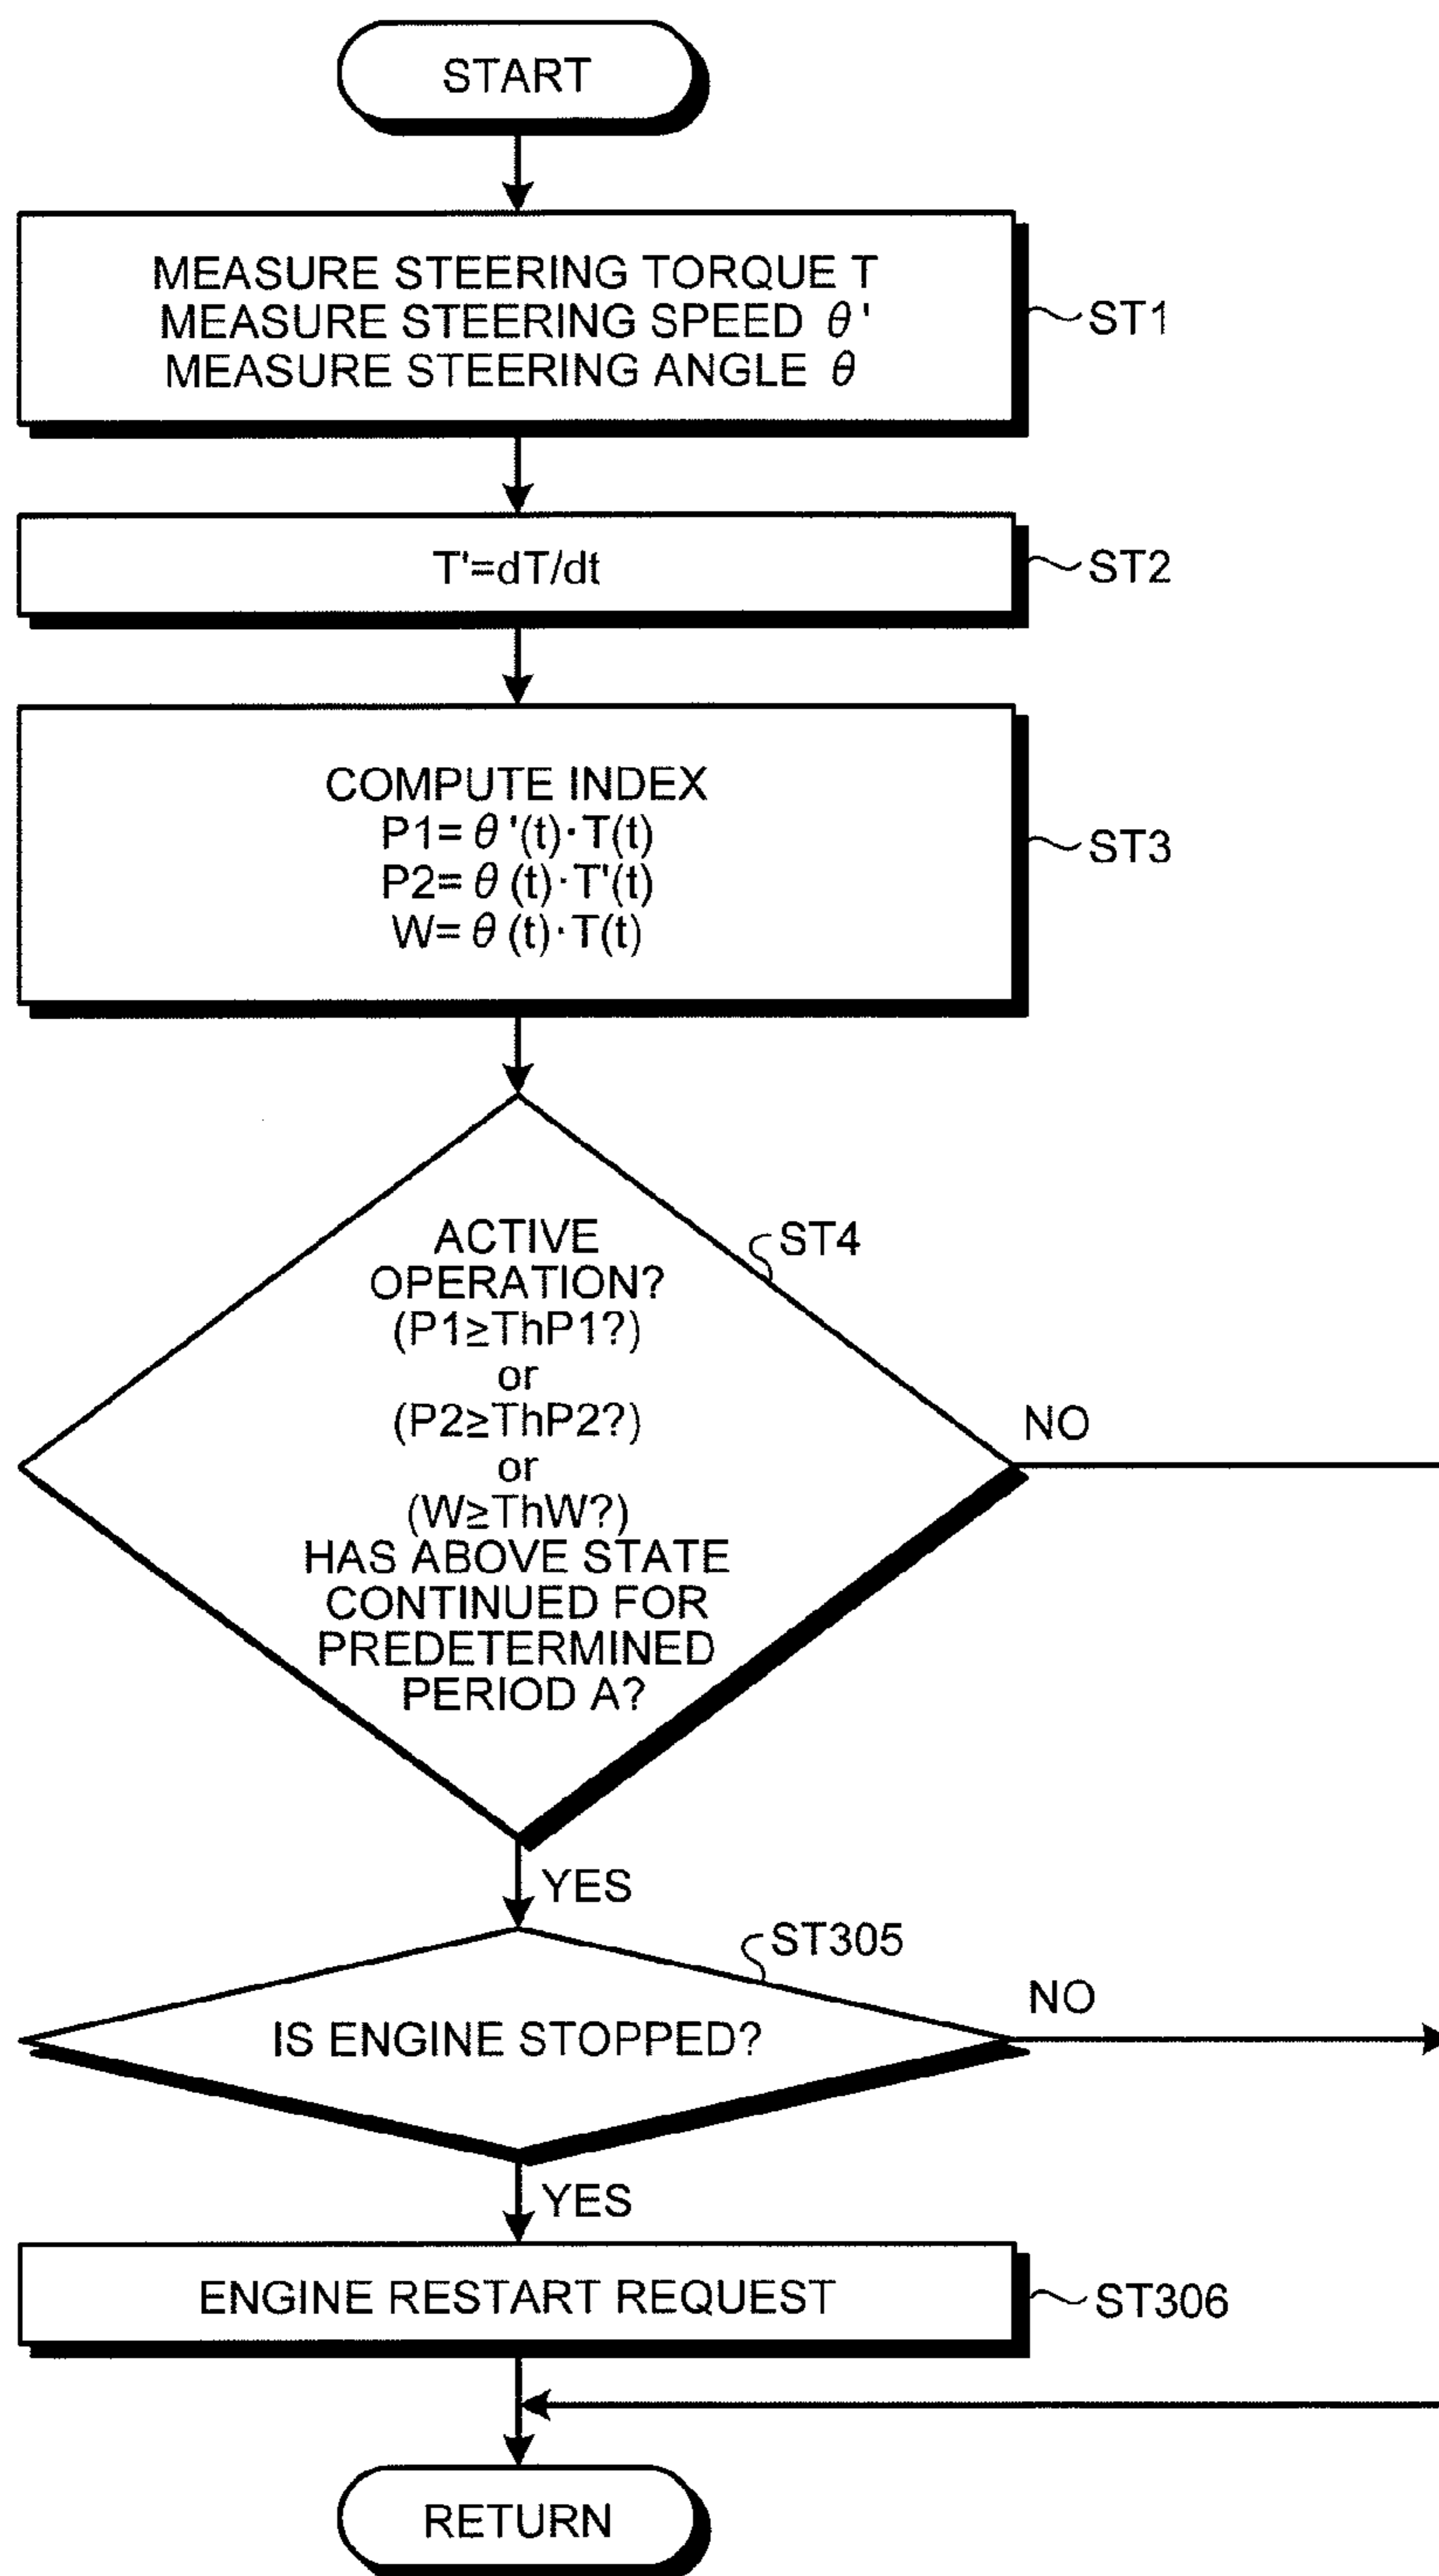 START
MEASURE STEERING TORQUE T
MEASURE STEERING SPEED θ'
MEASURE STEERING ANGLE θ
ST1
T'=dT/dt
ST2
COMPUTE INDEX
P1=θ'(t)·T(t)
P2=θ(t)·T'(t)
W=θ(t)·T(t)
ST3
ACTIVE
OPERATION?
(P1≥ThP1?)
or
(P2≥ThP2?)
or
(W≥ThW?)
HAS ABOVE STATE
CONTINUED FOR
PREDETERMINED
PERIOD A?
ST4
NO
YES
ST305
IS ENGINE STOPPED?
NO
YES
ENGINE RESTART REQUEST
ST306
RETURN